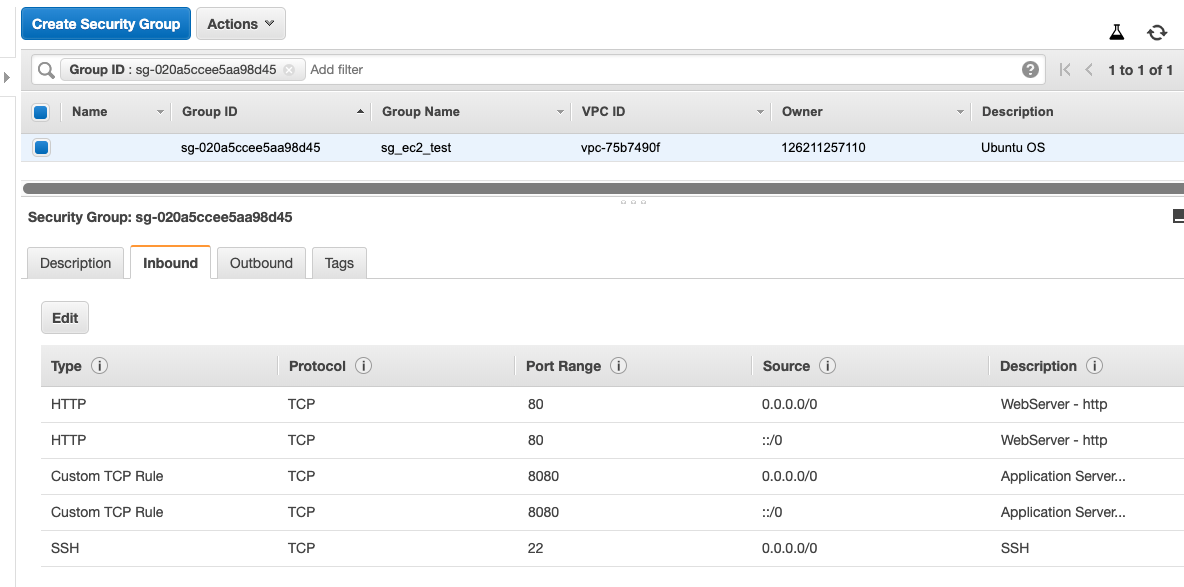 Create Security Group Actions
Group ID : sg-020a5ccee5aa98d45 Add filter 1 to 1 of 1
Name Group ID Group Name VPC ID Owner Description
sg-020a5ccee5aa98d45 sg_ec2_test vpc-75b7490f 126211257110 Ubuntu OS
Security Group: sg-020a5ccee5aa98d45
Description Inbound Outbound Tags
Edit
Type Protocol Port Range Source Description
HTTP TCP 80 0.0.0.0/0 WebServer - http
HTTP TCP 80 ::/0 WebServer - http
Custom TCP Rule TCP 8080 0.0.0.0/0 Application Server...
Custom TCP Rule TCP 8080 ::/0 Application Server...
SSH TCP 22 0.0.0.0/0 SSH